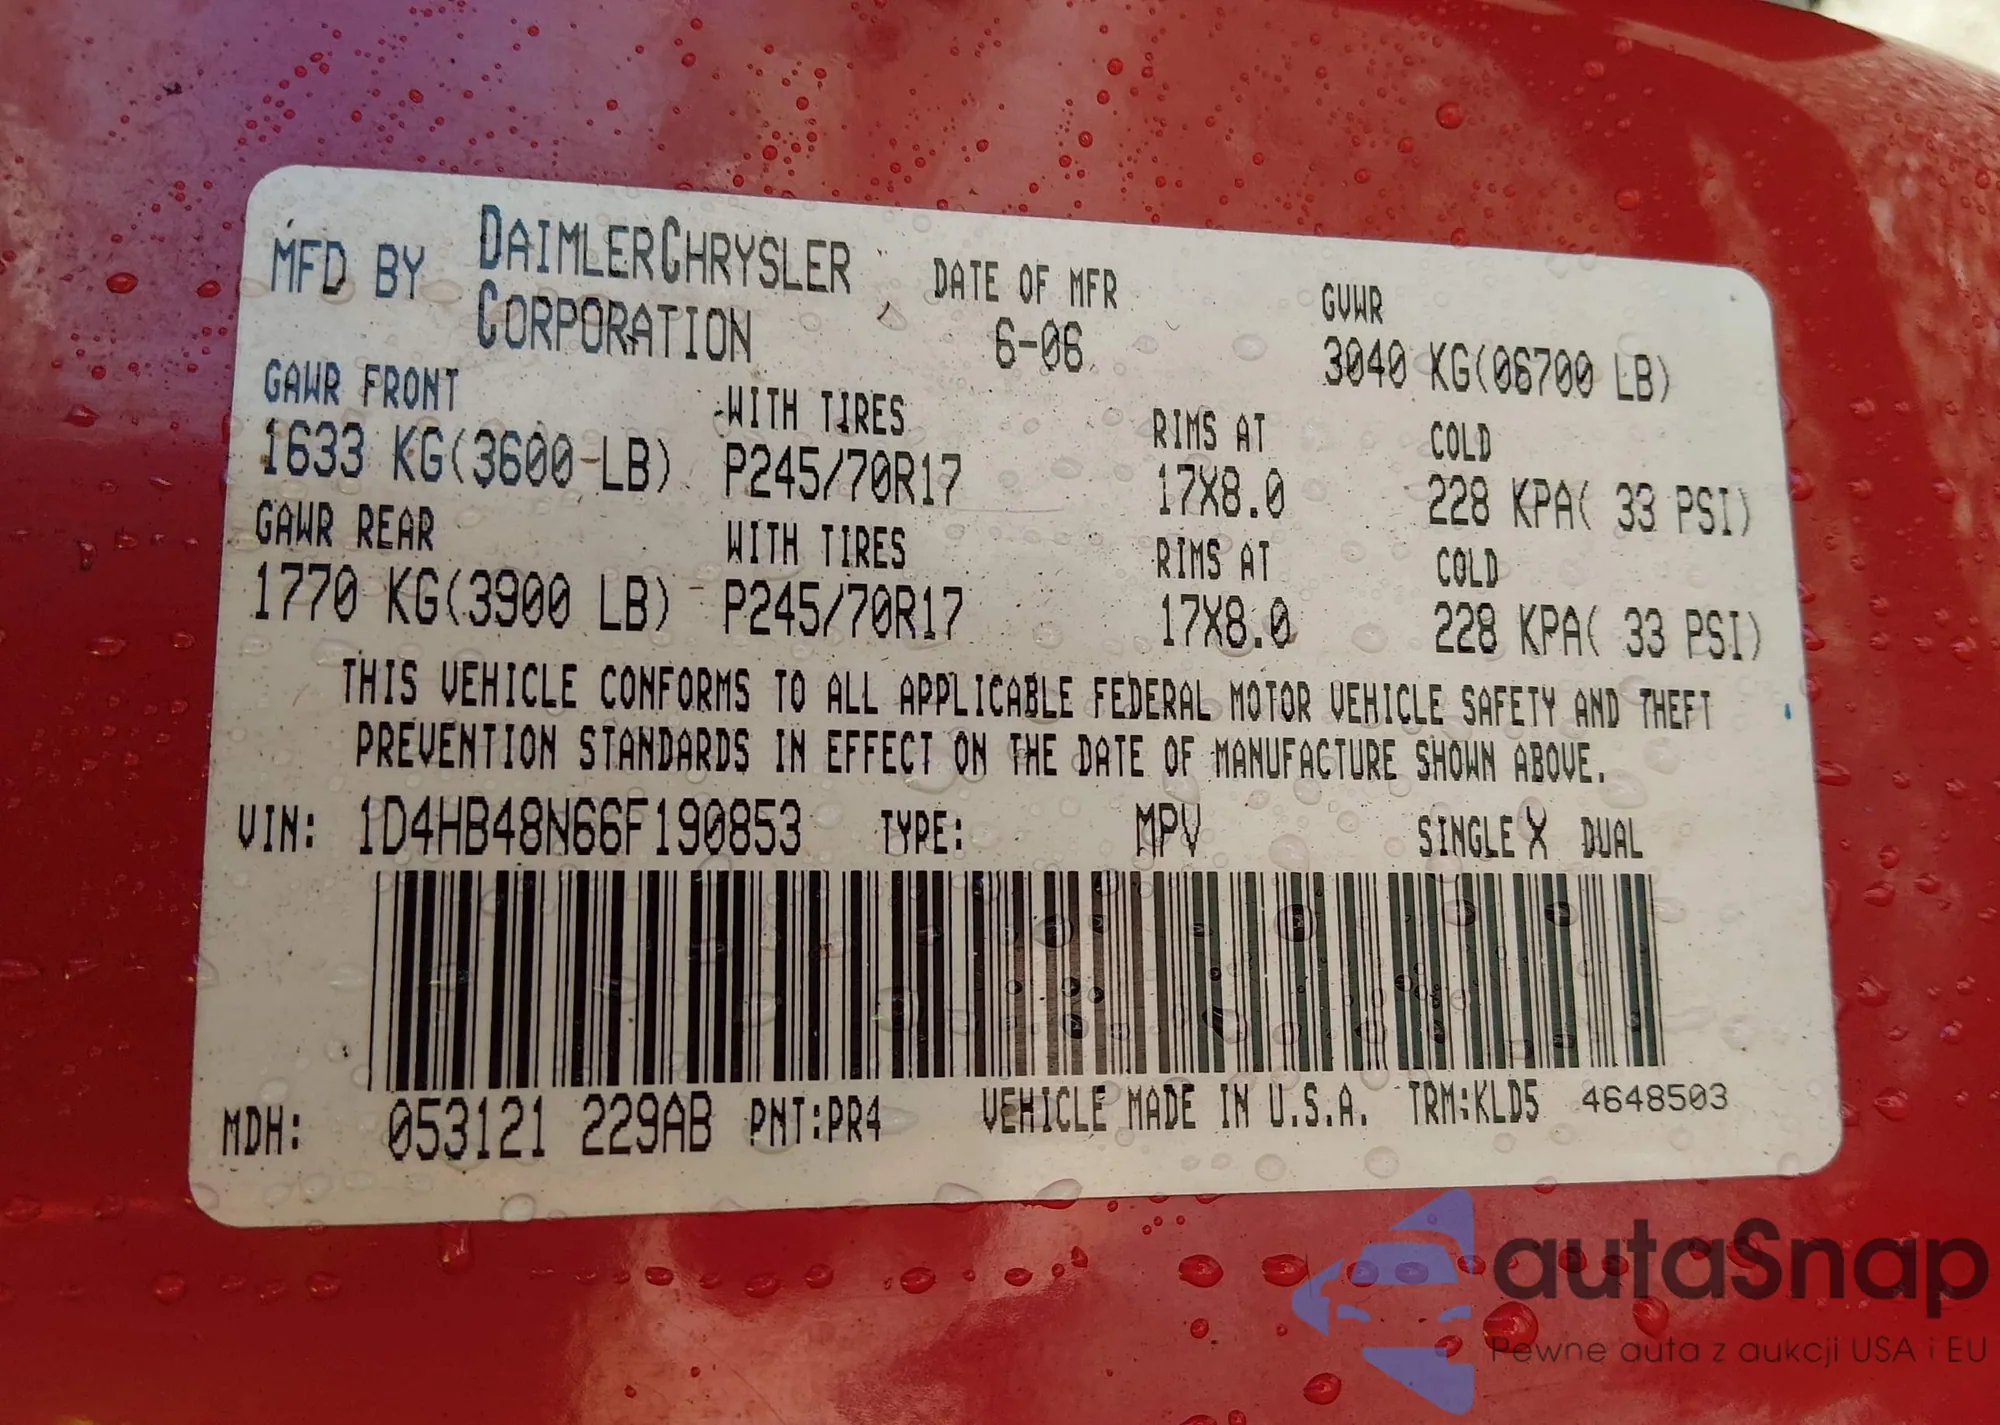 MFD BY DAIMLERCHRYSLER CORPORATION DATE OF MFR 6-06 GVWR 3040 KG(06700 LB)
GAWR FRONT WITH TIRES RIMS AT COLD
1633 KG(3600 LB) P245/70R17 17X8.0 228 KPA( 33 PSI)
GAWR REAR WITH TIRES RIMS AT COLD
1770 KG(3900 LB) P245/70R17 17X8.0 228 KPA( 33 PSI)
THIS VEHICLE CONFORMS TO ALL APPLICABLE FEDERAL MOTOR VEHICLE SAFETY AND THEFT
PREVENTION STANDARDS IN EFFECT ON THE DATE OF MANUFACTURE SHOWN ABOVE.
VIN: 1D4HB48N66F190853 TYPE: MPV SINGLE X DUAL
MDH: 053121 229AB PNT:PR4 VEHICLE MADE IN U.S.A. TRM:KLD5 4648503
autaSnap
Pewne auta z aukcji USA i EU